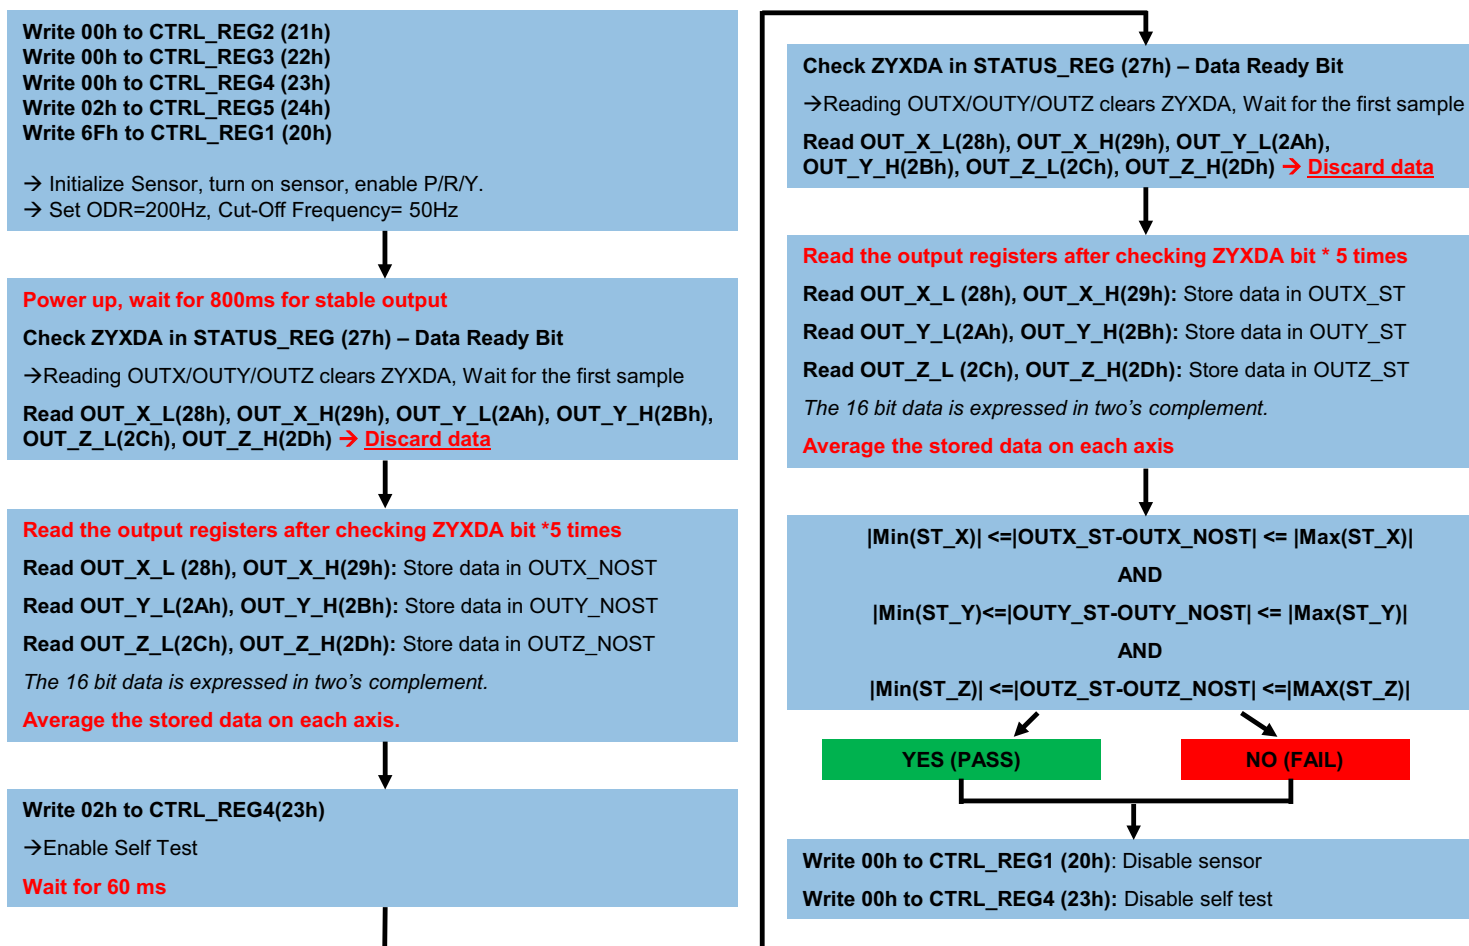 Write 00h to CTRL_REG2 (21h)
Write 00h to CTRL_REG3 (22h)
Write 00h to CTRL_REG4 (23h)
Write 02h to CTRL_REG5 (24h)
Write 6Fh to CTRL_REG1 (20h)
→ Initialize Sensor, turn on sensor, enable P/R/Y.
→ Set ODR=200Hz, Cut-Off Frequency= 50Hz
Power up, wait for 800ms for stable output
Check ZYXDA in STATUS_REG (27h) – Data Ready Bit
→Reading OUTX/OUTY/OUTZ clears ZYXDA, Wait for the first sample
Read OUT_X_L(28h), OUT_X_H(29h), OUT_Y_L(2Ah), OUT_Y_H(2Bh),
OUT_Z_L(2Ch), OUT_Z_H(2Dh) → Discard data
Read the output registers after checking ZYXDA bit *5 times
Read OUT_X_L (28h), OUT_X_H(29h): Store data in OUTX_NOST
Read OUT_Y_L(2Ah), OUT_Y_H(2Bh): Store data in OUTY_NOST
Read OUT_Z_L(2Ch), OUT_Z_H(2Dh): Store data in OUTZ_NOST
The 16 bit data is expressed in two's complement.
Average the stored data on each axis.
Write 02h to CTRL_REG4(23h)
→Enable Self Test
Wait for 60 ms
Check ZYXDA in STATUS_REG (27h) – Data Ready Bit
→Reading OUTX/OUTY/OUTZ clears ZYXDA, Wait for the first sample
Read OUT_X_L(28h), OUT_X_H(29h), OUT_Y_L(2Ah),
OUT_Y_H(2Bh), OUT_Z_L(2Ch), OUT_Z_H(2Dh) → Discard data
Read the output registers after checking ZYXDA bit * 5 times
Read OUT_X_L (28h), OUT_X_H(29h): Store data in OUTX_ST
Read OUT_Y_L(2Ah), OUT_Y_H(2Bh): Store data in OUTY_ST
Read OUT_Z_L (2Ch), OUT_Z_H(2Dh): Store data in OUTZ_ST
The 16 bit data is expressed in two's complement.
Average the stored data on each axis
|Min(ST_X)| <=|OUTX_ST-OUTX_NOST| <= |Max(ST_X)|
AND
|Min(ST_Y)<=|OUTY_ST-OUTY_NOST| <= |Max(ST_Y)|
AND
|Min(ST_Z)| <=|OUTZ_ST-OUTZ_NOST| <=|MAX(ST_Z)|
YES (PASS)
NO (FAIL)
Write 00h to CTRL_REG1 (20h): Disable sensor
Write 00h to CTRL_REG4 (23h): Disable self test